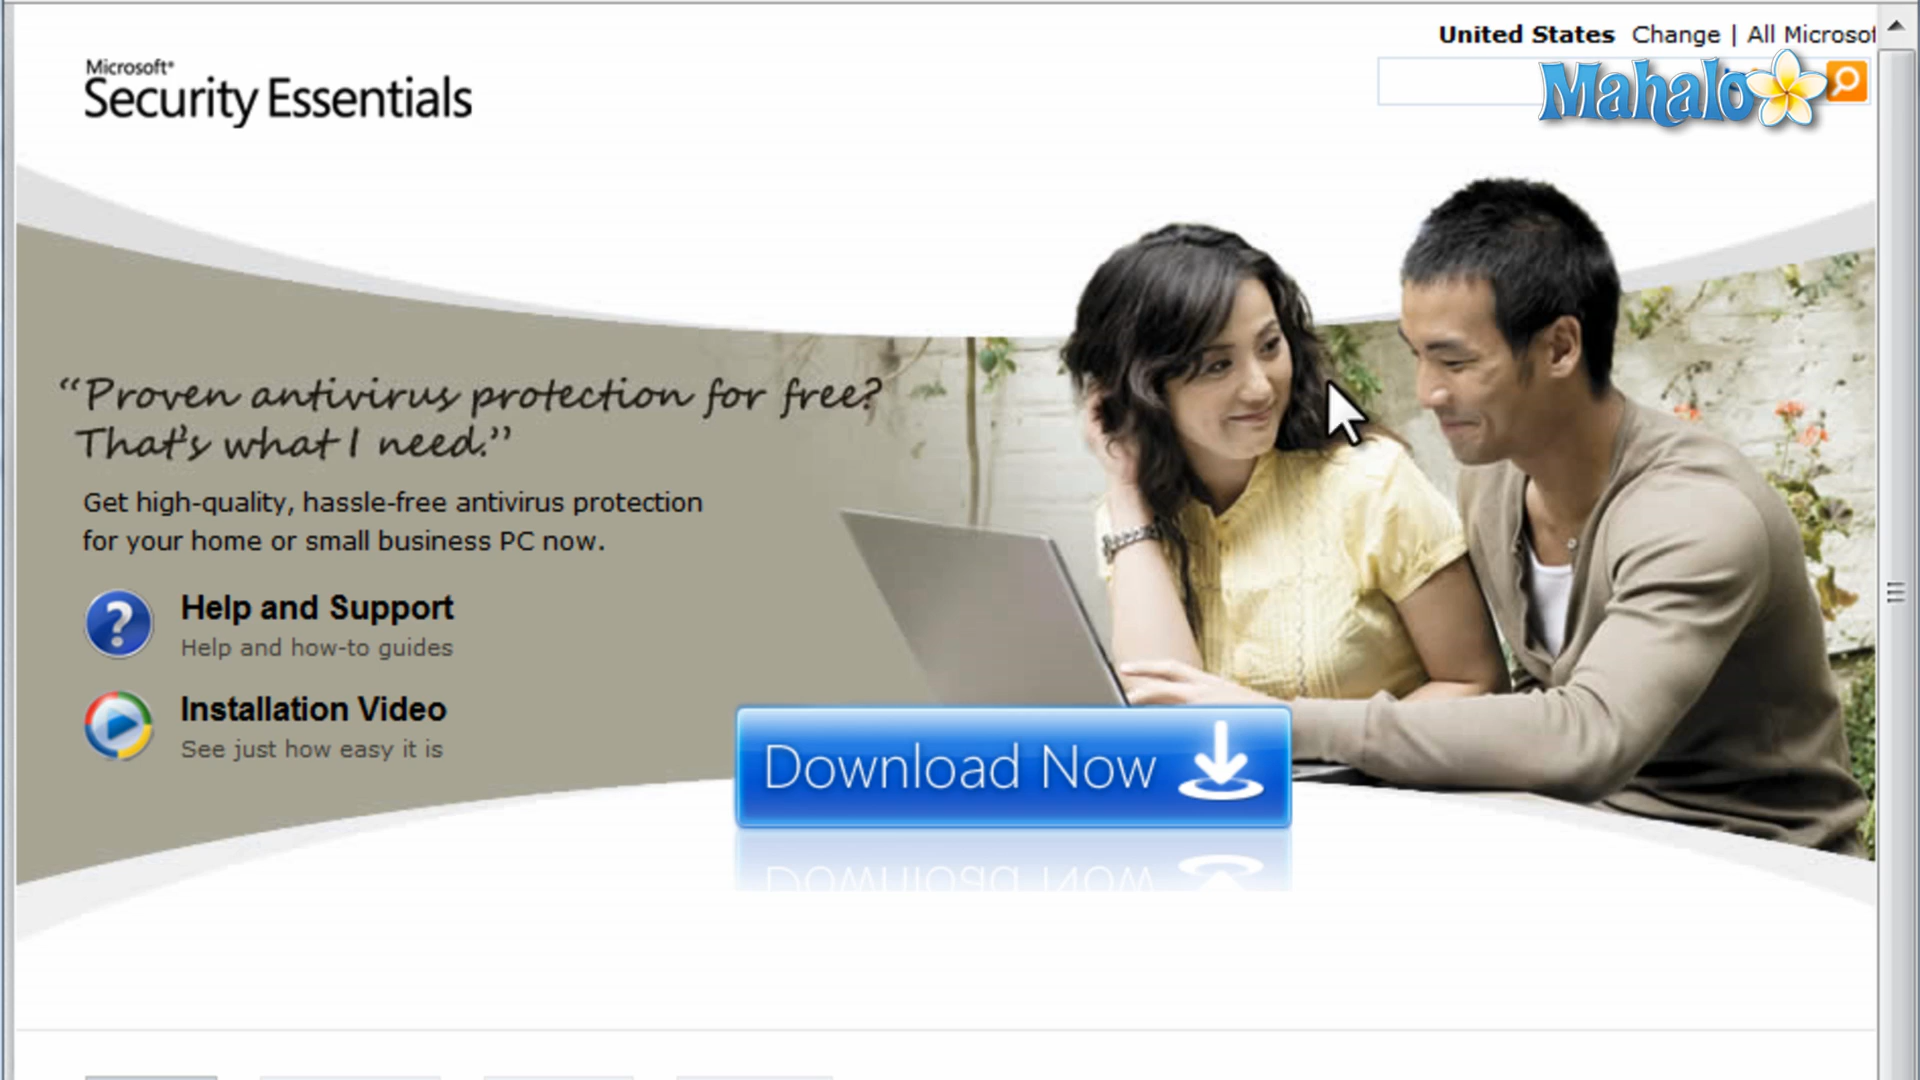 United States Change | All Microsof
Microsoft®
Security Essentials
Mahalo
“Proven antivirus protection for free?
That's what I need.”
Get high-quality, hassle-free antivirus protection
for your home or small business PC now.
Help and Support
Help and how-to guides
Installation Video
See just how easy it is
Download Now